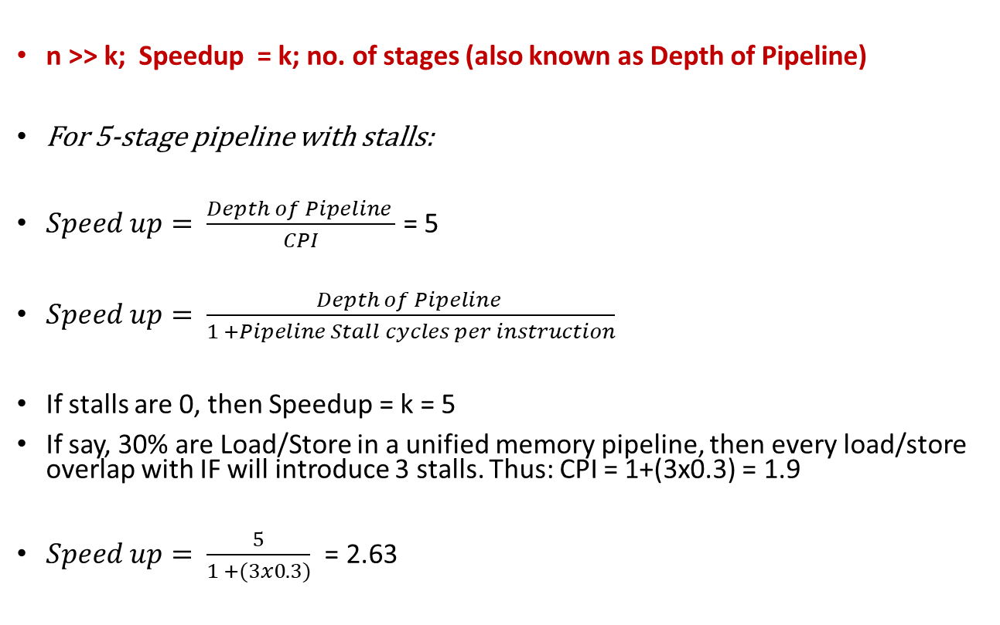 • n >> k;  Speedup  = k; no. of stages (also known as Depth of Pipeline)
• For 5-stage pipeline with stalls:
• Speed up = Depth of Pipeline / CPI = 5
• Speed up = Depth of Pipeline / 1 +Pipeline Stall cycles per instruction
• If stalls are 0, then Speedup = k = 5
• If say, 30% are Load/Store in a unified memory pipeline, then every load/store
overlap with IF will introduce 3 stalls. Thus: CPI = 1+(3x0.3) = 1.9
• Speed up = 5 / 1 +(3x0.3) = 2.63